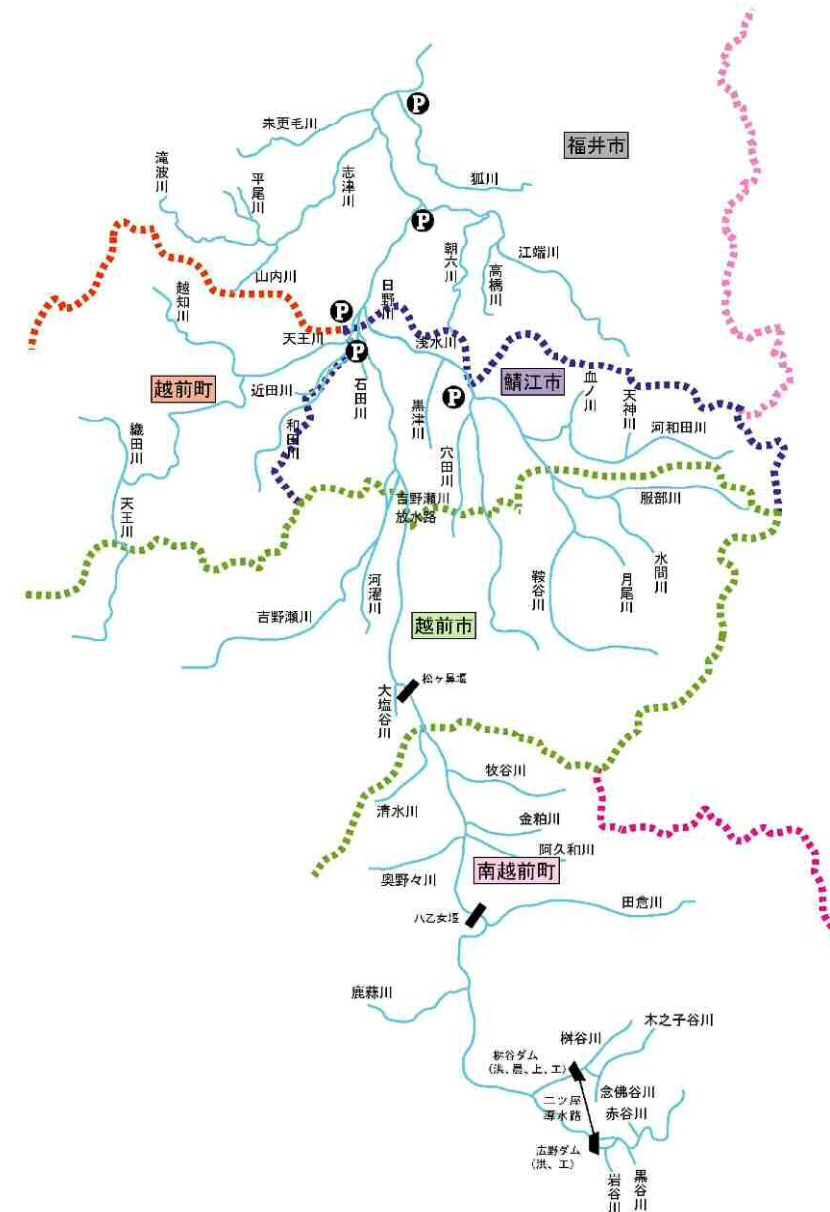 P
未更毛川
福井市
滝波川
平尾川
志津川
狐川
P
朝六川
江端川
高橋川
山内川
越知川
日野川
P
天王川
浅水川
P
越前町
近田川
石田川
鯖江市
血ノ川
天神川
P
黒津川
織田川
和田川
穴田川
河和田川
吉野瀬川
放水路
服部川
天王川
水間川
鞍谷川
月尾川
河濯川
吉野瀬川
越前市
松ヶ鼻堰
大塩谷川
牧谷川
清水川
金粕川
阿久和川
南越前町
奥野々川
田倉川
八乙女堰
鹿蒜川
木之子谷川
桝谷川
桝谷ダム
(洪、農、上、工)
念佛谷川
二ツ屋
導水路
赤谷川
広野ダム
(洪、工)
岩谷川
黒谷川